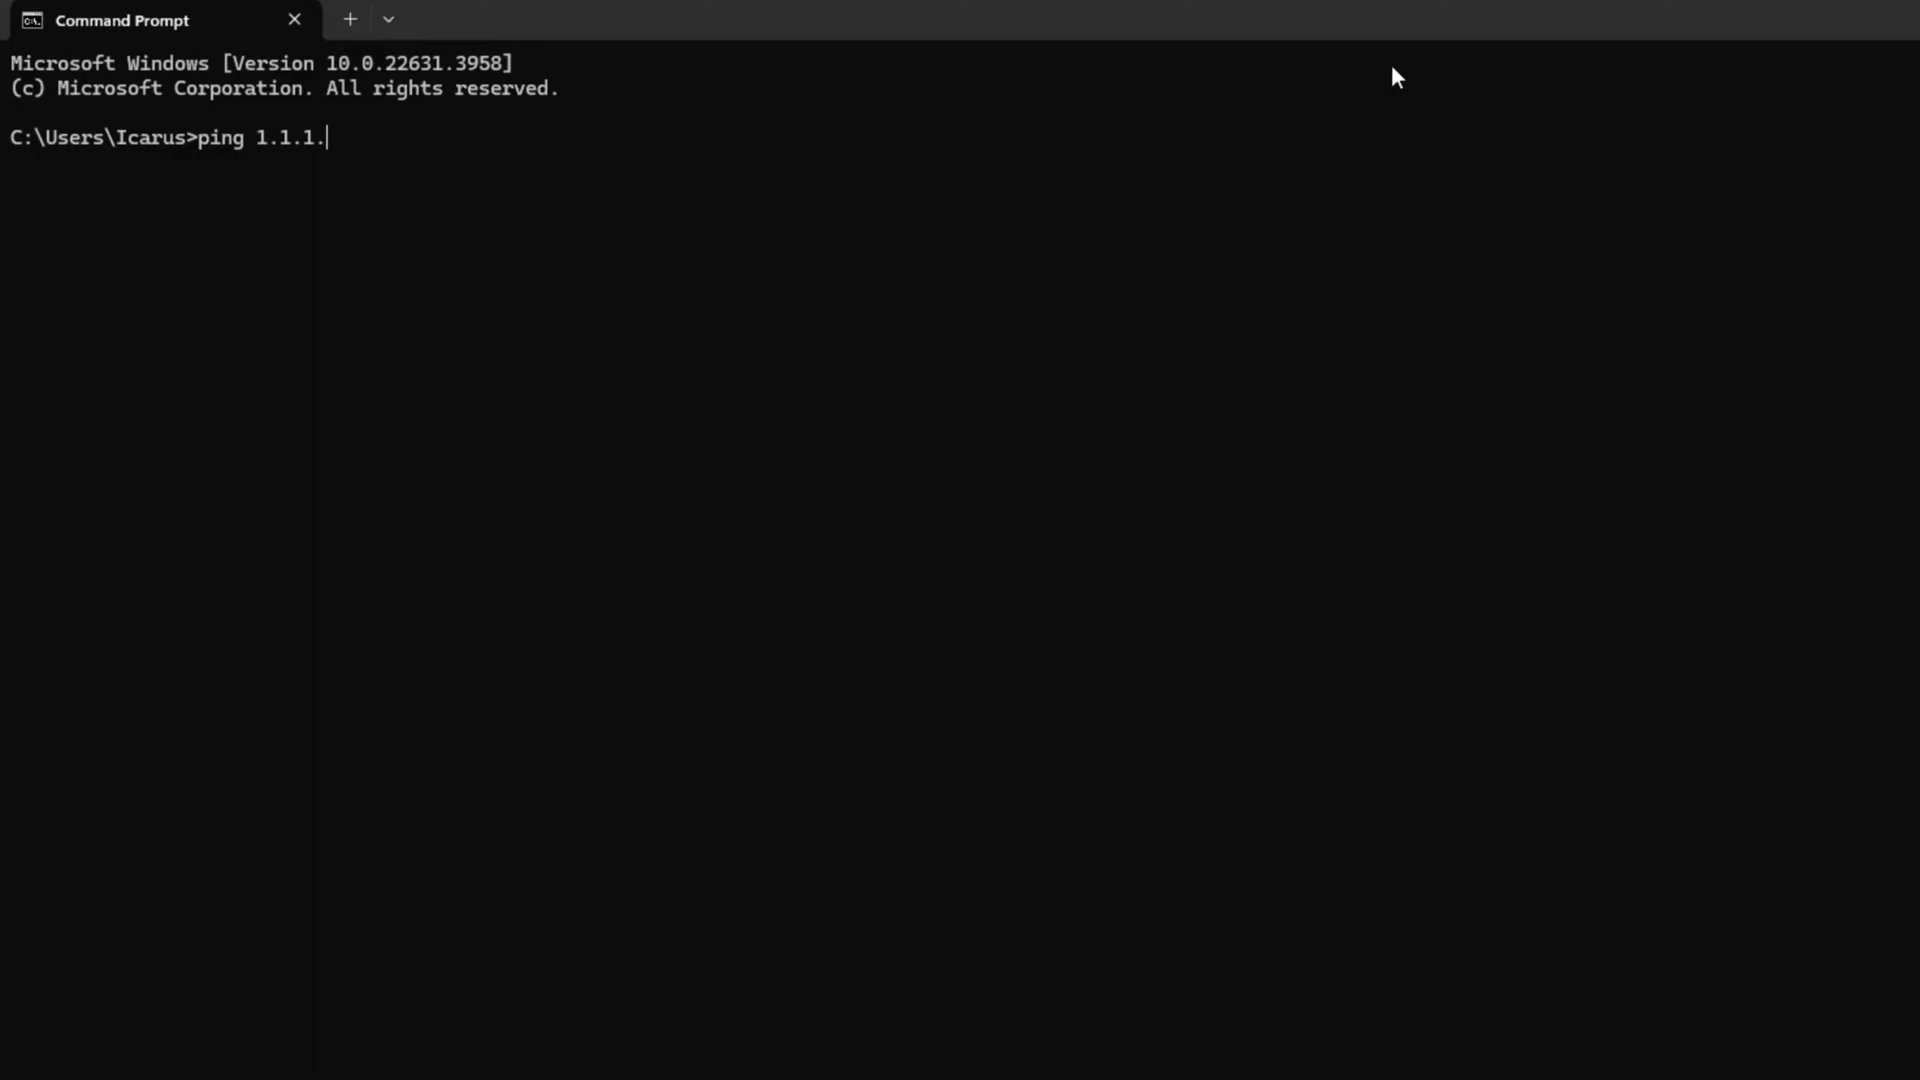 Command Prompt
Microsoft Windows [Version 10.0.22631.3958]
(c) Microsoft Corporation. All rights reserved.
C:\Users\Icarus>ping 1.1.1.